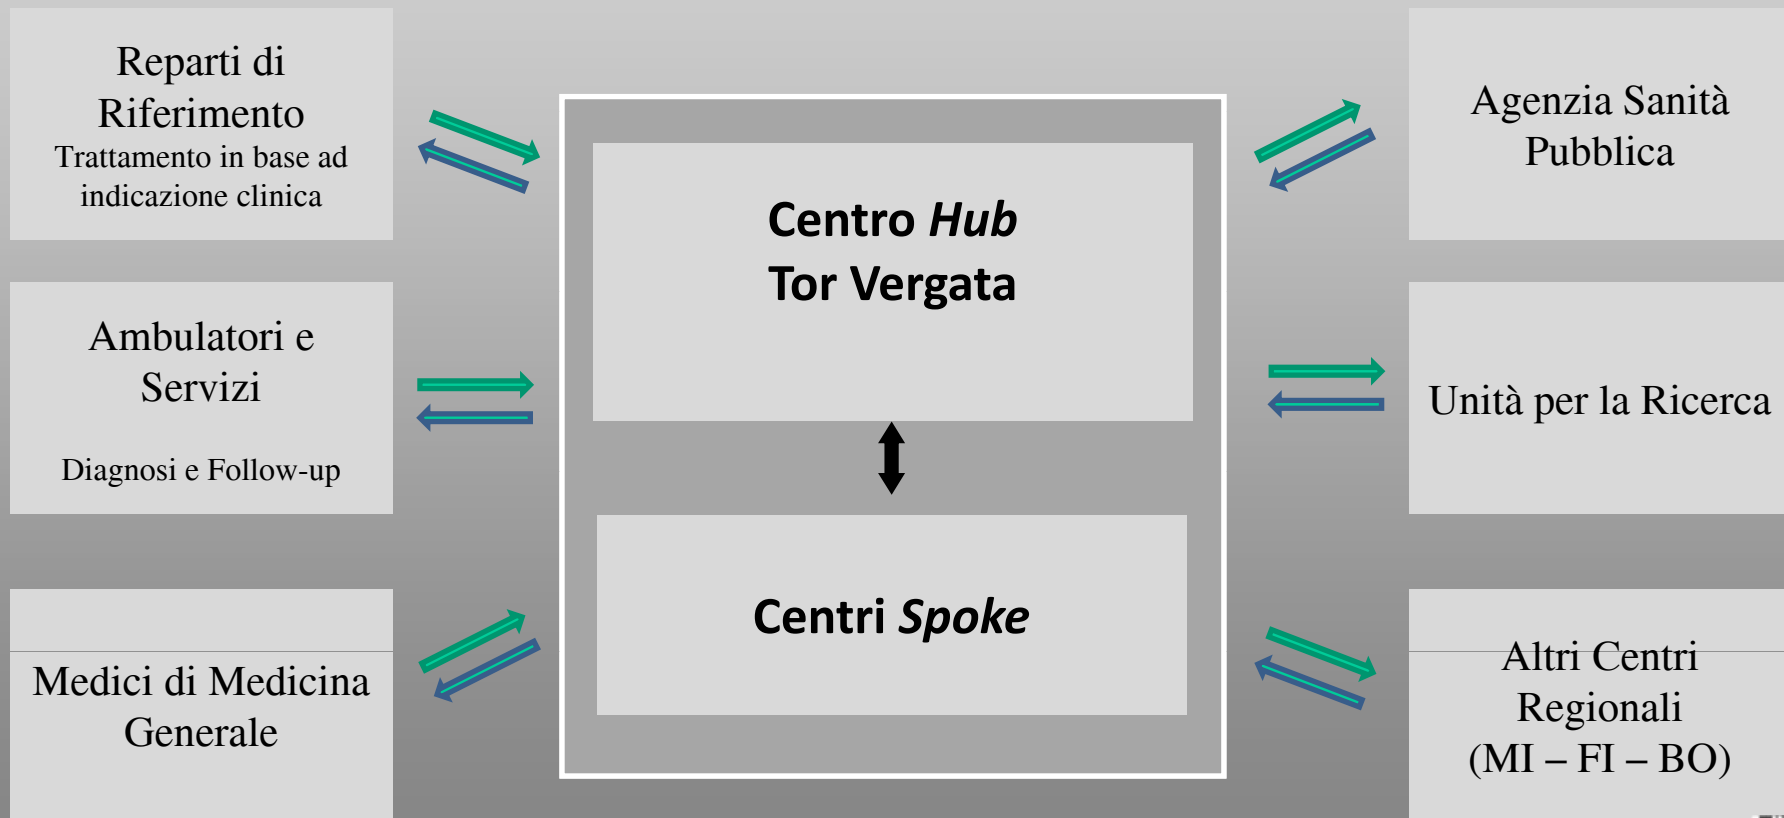 Reparti di
Riferimento
Trattamento in base ad
indicazione clinica
Ambulatori e
Servizi
Diagnosi e Follow-up
Medici di Medicina
Generale
Centro Hub
Tor Vergata
Centri Spoke
Agenzia Sanità
Pubblica
Unità per la Ricerca
Altri Centri
Regionali
(MI – FI – BO)